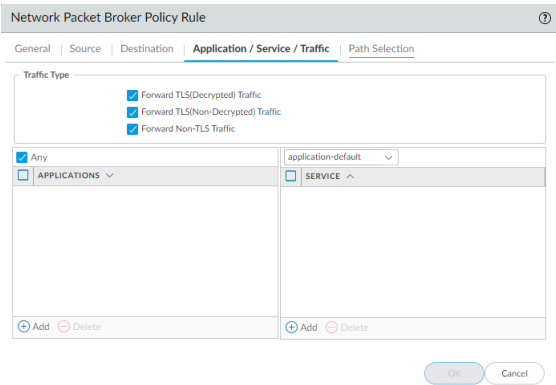 Network Packet Broker Policy Rule
General | Source | Destination | Application / Service / Traffic | Path Selection
Traffic Type
Forward TLS(Decrypted) Traffic
Forward TLS(Non-Decrypted) Traffic
Forward Non-TLS Traffic
Any
APPLICATIONS
Add Delete
application-default
SERVICE
Add Delete
OK Cancel